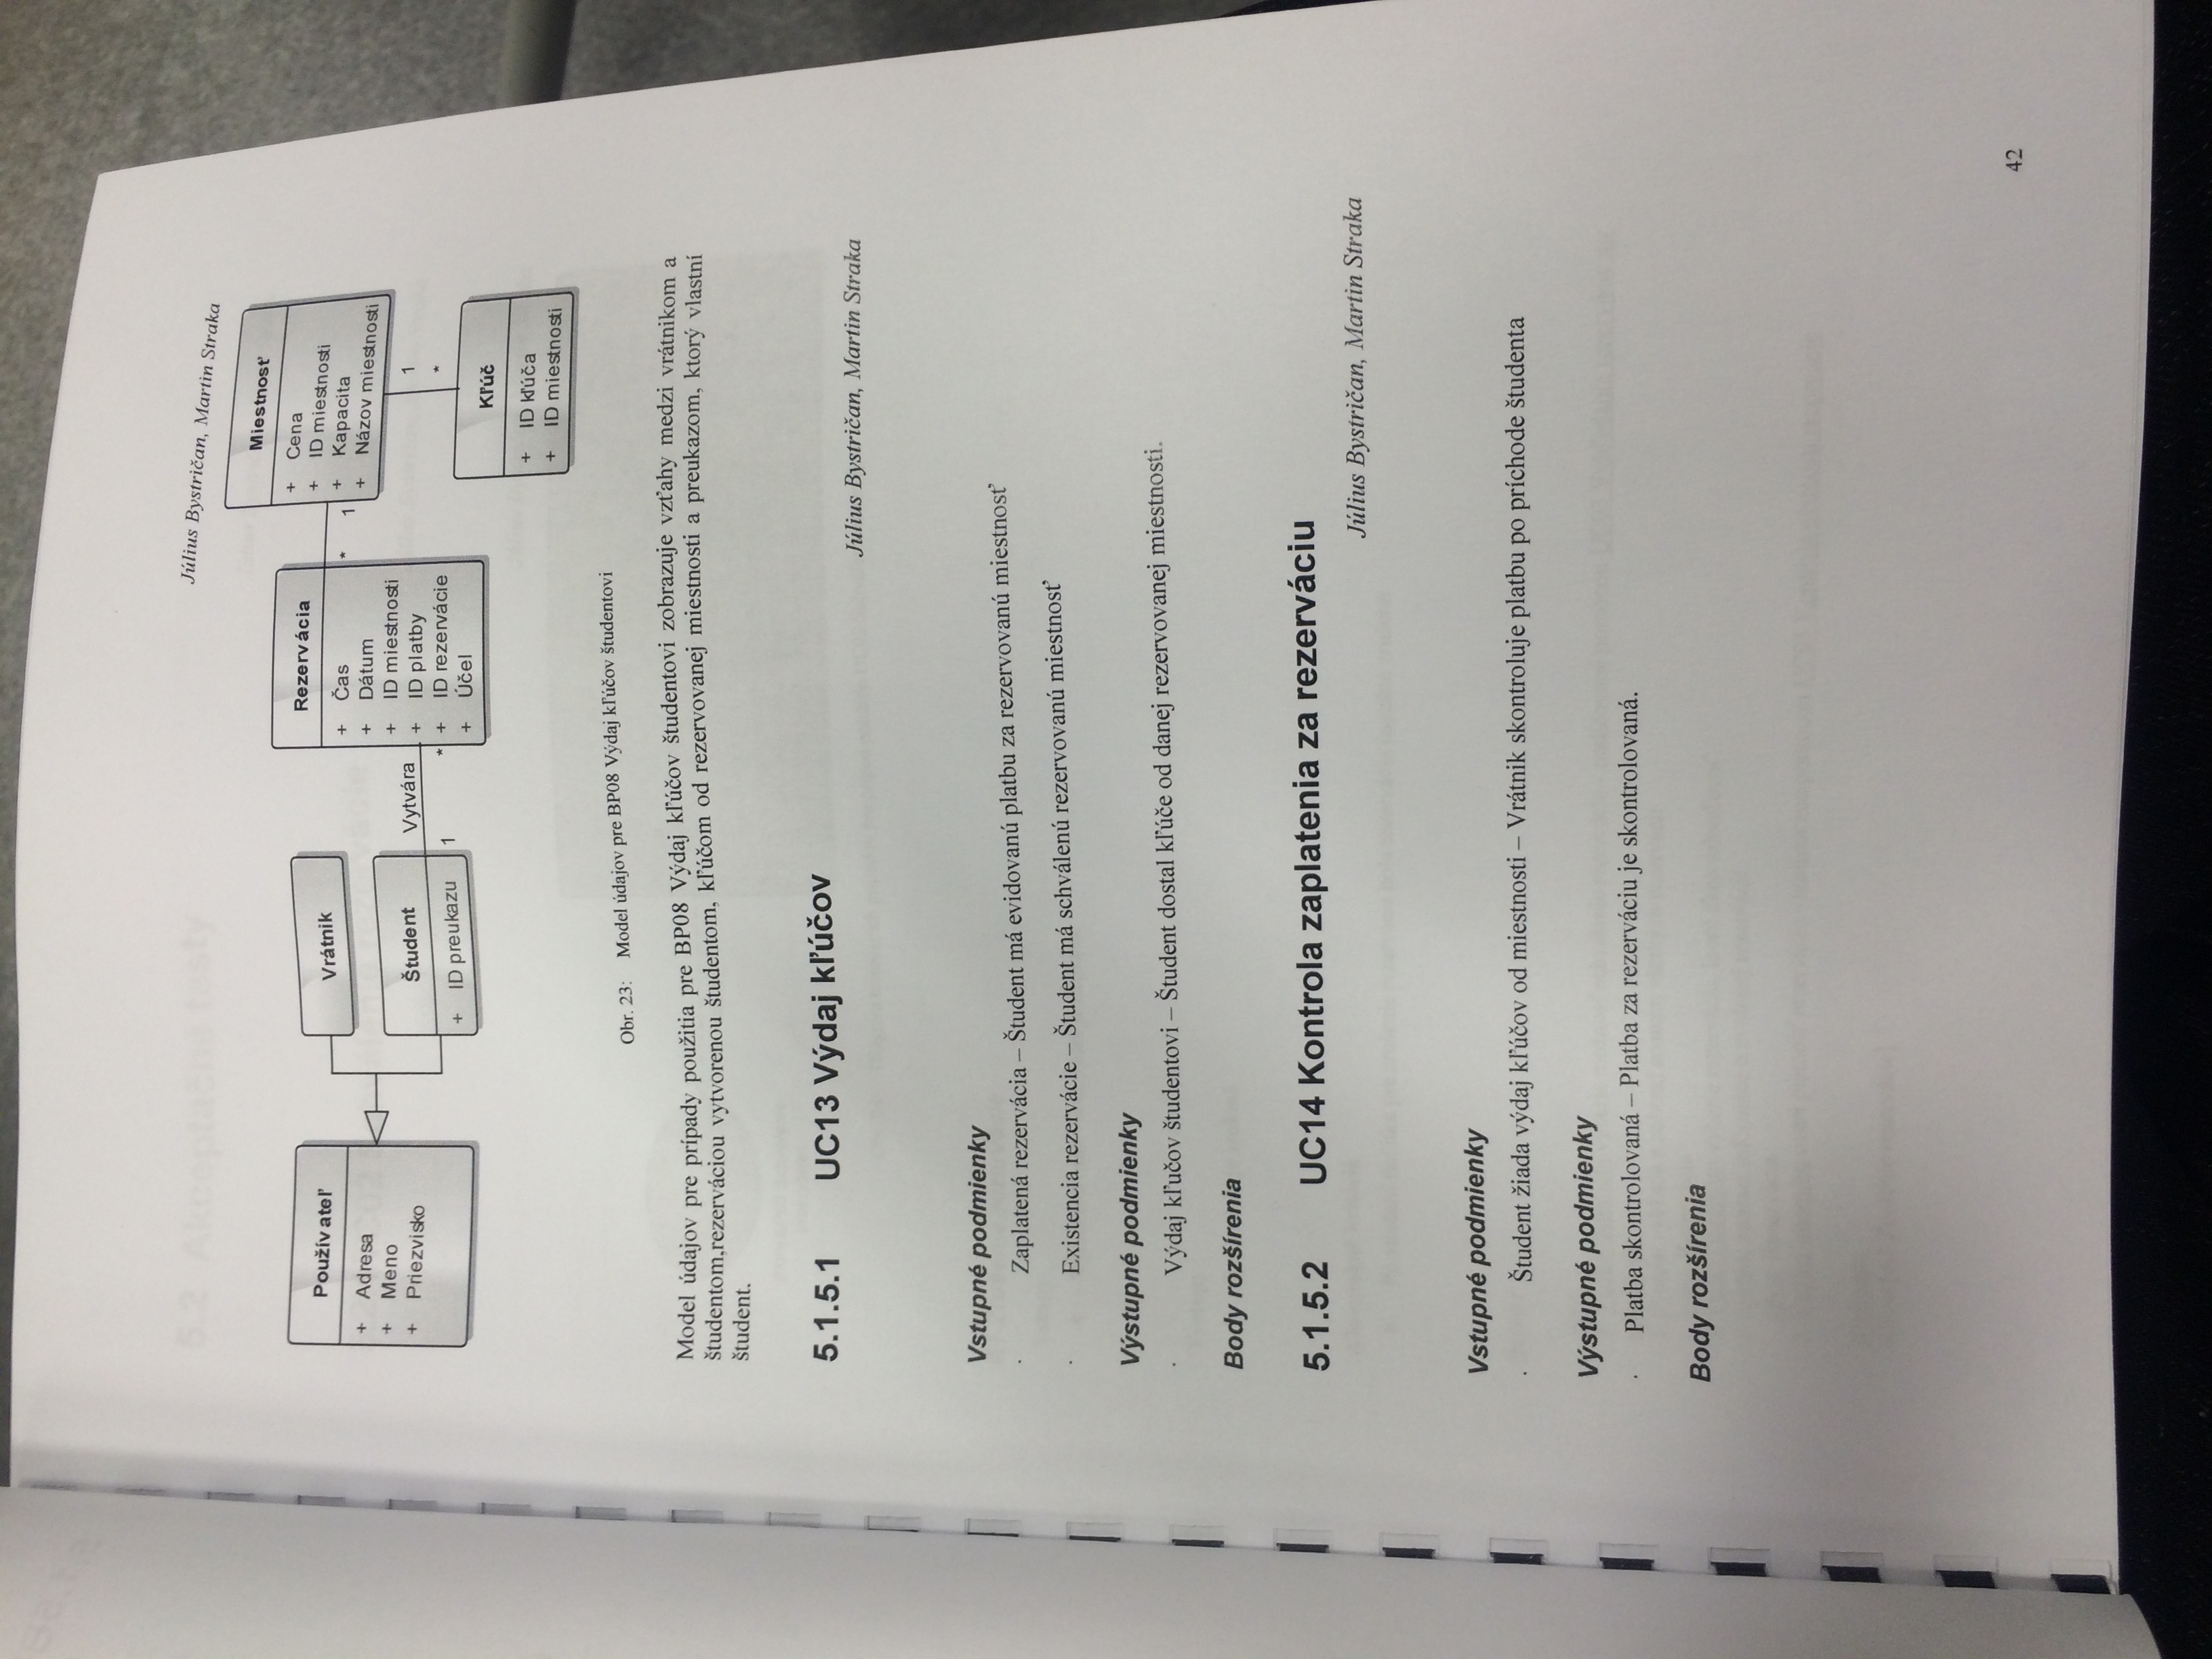 Július Bystričan, Martin Straka
Používateľ
+ Adresa
+ Meno
+ Priezvisko
Vrátnik
Študent
+ ID preukazu
Vytvára
1
*
Rezervácia
+ Čas
+ Dátum
+ ID miestnosti
+ ID platby
+ ID rezervácie
+ Účel
*
1
Miestnosť
+ Cena
+ ID miestnosti
+ Kapacita
+ Názov miestnosti
1
*
Kľúč
+ ID kľúča
+ ID miestnosti
Obr. 23: Model údajov pre BP08 Výdaj kľúčov študentovi
Model údajov pre prípady použitia pre BP08 Výdaj kľúčov študentovi zobrazuje vzťahy medzi vrátnikom a
študentom,rezerváciou vytvorenou študentom, kľúčom od rezervovanej miestnosti a preukazom, ktorý vlastní
študent.
5.1.5.1 UC13 Výdaj kľúčov
Július Bystričan, Martin Straka
Vstupné podmienky
· Zaplatená rezervácia – Študent má evidovanú platbu za rezervovanú miestnosť
· Existencia rezervácie – Študent má schválenú rezervovanú miestnosť
Výstupné podmienky
· Výdaj kľučov študentovi – Študent dostal kľúče od danej rezervovanej miestnosti.
Body rozšírenia
5.1.5.2 UC14 Kontrola zaplatenia za rezerváciu
Július Bystričan, Martin Straka
Vstupné podmienky
· Študent žiada výdaj kľúčov od miestnosti – Vrátnik skontroluje platbu po príchode študenta
Výstupné podmienky
· Platba skontrolovaná – Platba za rezerváciu je skontrolovaná.
Body rozšírenia
42